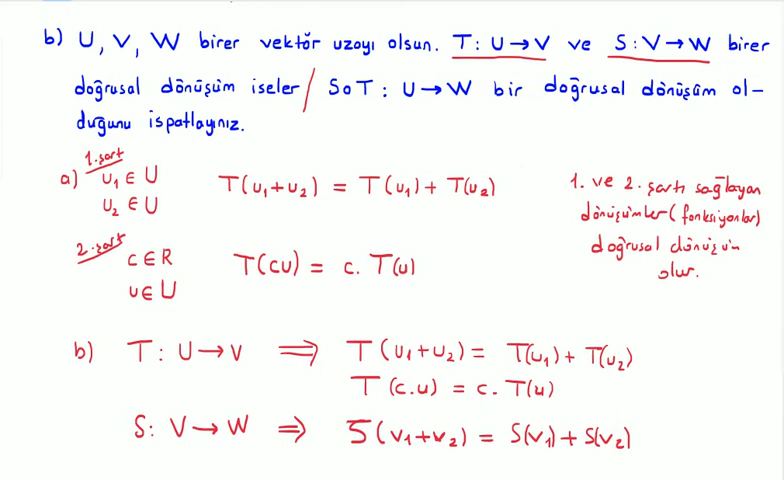 b) U, V, W birer vektör uzayı olsun. T: U→V ve S: V→W birer
doğrusal dönüşüm iseler / SoT: U→W bir doğrusal dönüşüm ol-
duğunu ispatlayınız.
1. şart
a) u₁ ∈ U T(u₁+u₂) = T(u₁) + T(u₂)
u₂ ∈ U
2. şart
c ∈ R T(cu) = c. T(u)
u ∈ U
1. ve 2. şartı sağlayan
dönüşümler (fonksiyonlar)
doğrusal dönüşüm
olur.
b) T: U→V ⟹ T(u₁+u₂) = T(u₁) + T(u₂)
T(c.u) = c. T(u)
S: V→W ⟹ S(v₁+v₂) = S(v₁) + S(v₂)